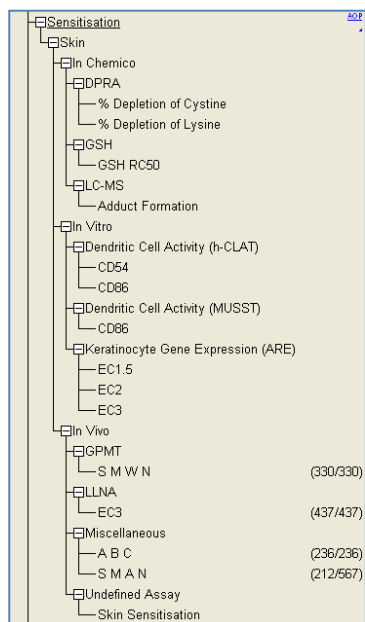 Sensitisation AOP
Skin
In Chemico
DPRA
% Depletion of Cystine
% Depletion of Lysine
GSH
GSH RC50
LC-MS
Adduct Formation
In Vitro
Dendritic Cell Activity (h-CLAT)
CD54
CD86
Dendritic Cell Activity (MUSST)
CD86
Keratinocyte Gene Expression (ARE)
EC1.5
EC2
EC3
In Vivo
GPMT
S M W N (330/330)
LLNA
EC3 (437/437)
Miscellaneous
A B C (236/236)
S M A N (212/567)
Undefined Assay
Skin Sensitisation